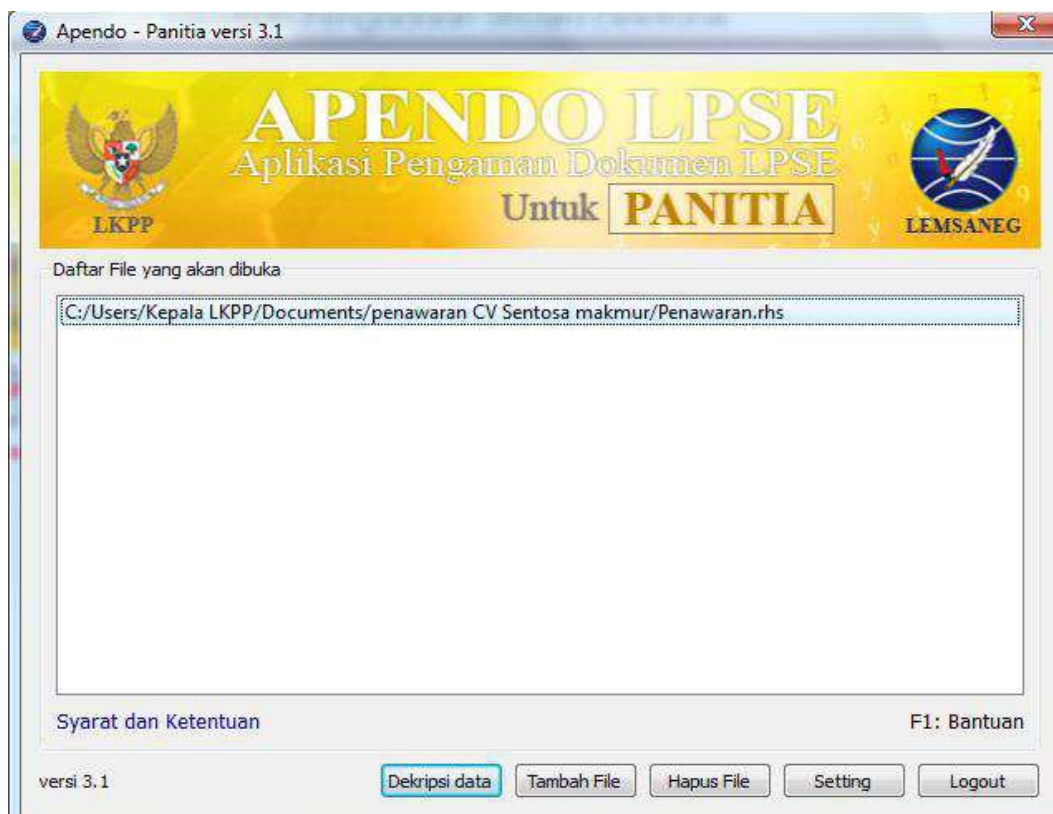 Apendo - Panitia versi 3.1
APENDO LPSE
Aplikasi Pengaman Dokumen LPSE
Untuk PANITIA
LKPP
LEMSANEG
Daftar File yang akan dibuka
C:/Users/Kepala LKPP/Documents/penawaran CV Sentosa makmur/Penawaran.rhs
Syarat dan Ketentuan
F1: Bantuan
versi 3.1
Dekripsi data
Tambah File
Hapus File
Setting
Logout